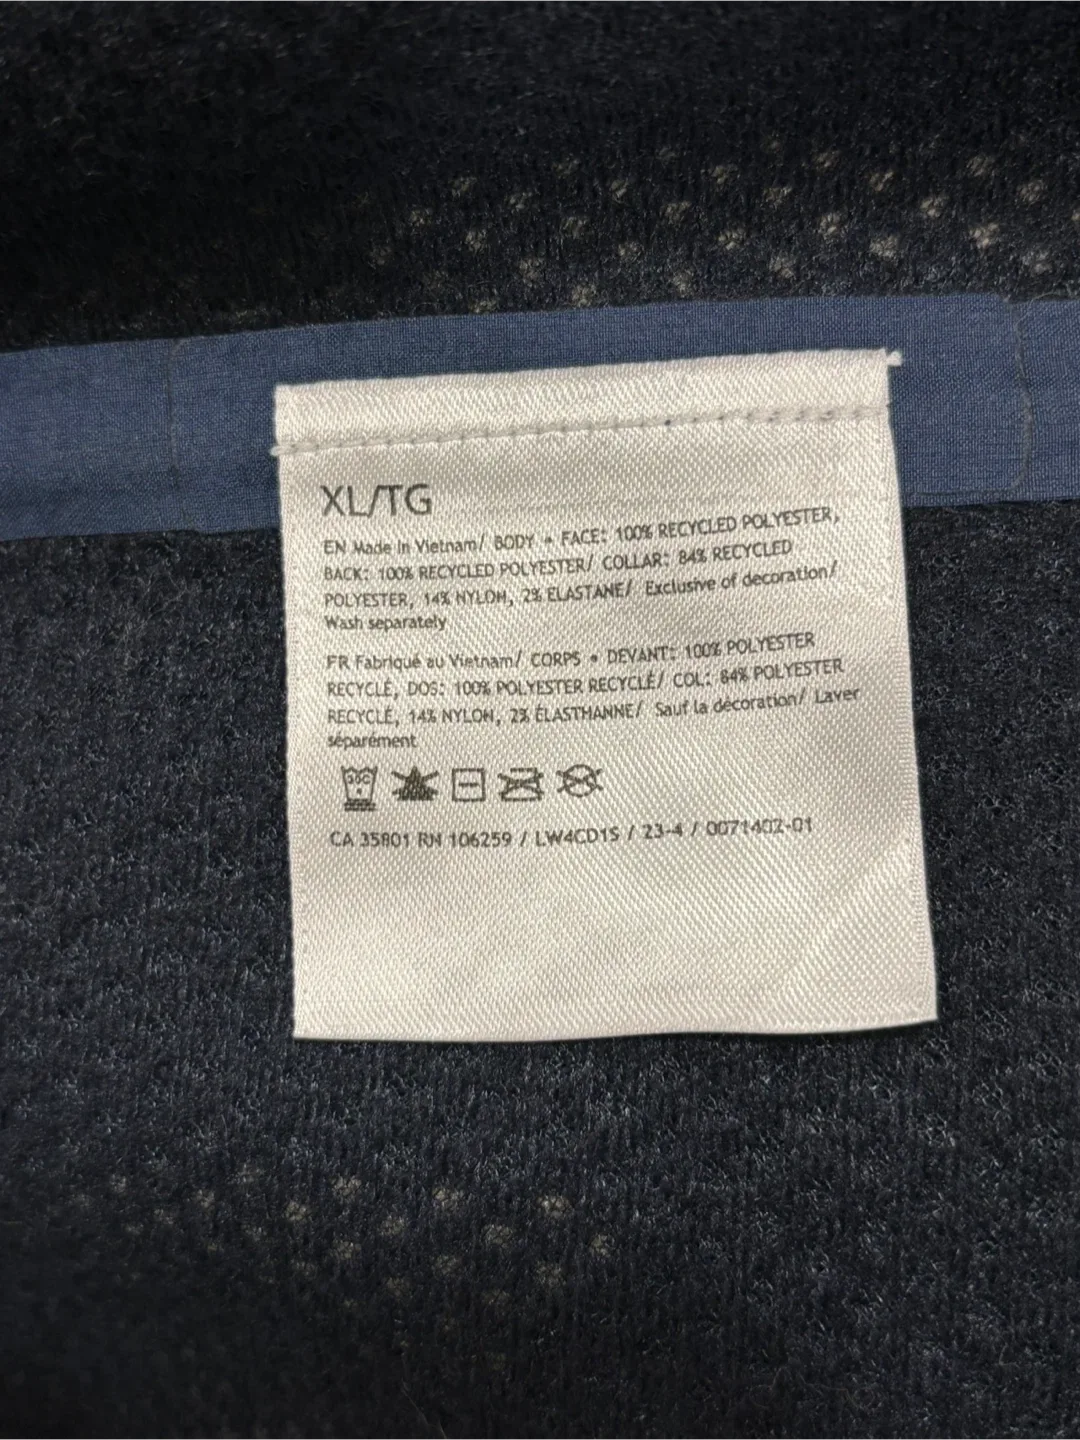 XL/TG
EN Made In Vietnam/ BODY • FACE: 100% RECYCLED POLYESTER,
BACK: 100% RECYCLED POLYESTER/ COLLAR: 84% RECYCLED
POLYESTER, 14% NYLON, 2% ELASTANE/ Exclusive of decoration/
Wash separately
FR Fabriqué au Vietnam/ CORPS • DEVANT: 100% POLYESTER
RECYCLÉ, DOS: 100% POLYESTER RECYCLÉ/ COL: 84% POLYESTER
RECYCLÉ, 14% NYLON, 2% ÉLASTHANNE/ Sauf la décoration/ Laver
séparément
CA 35801 RN 106259 / LW4CD1S / 23-4 / 0071402-01